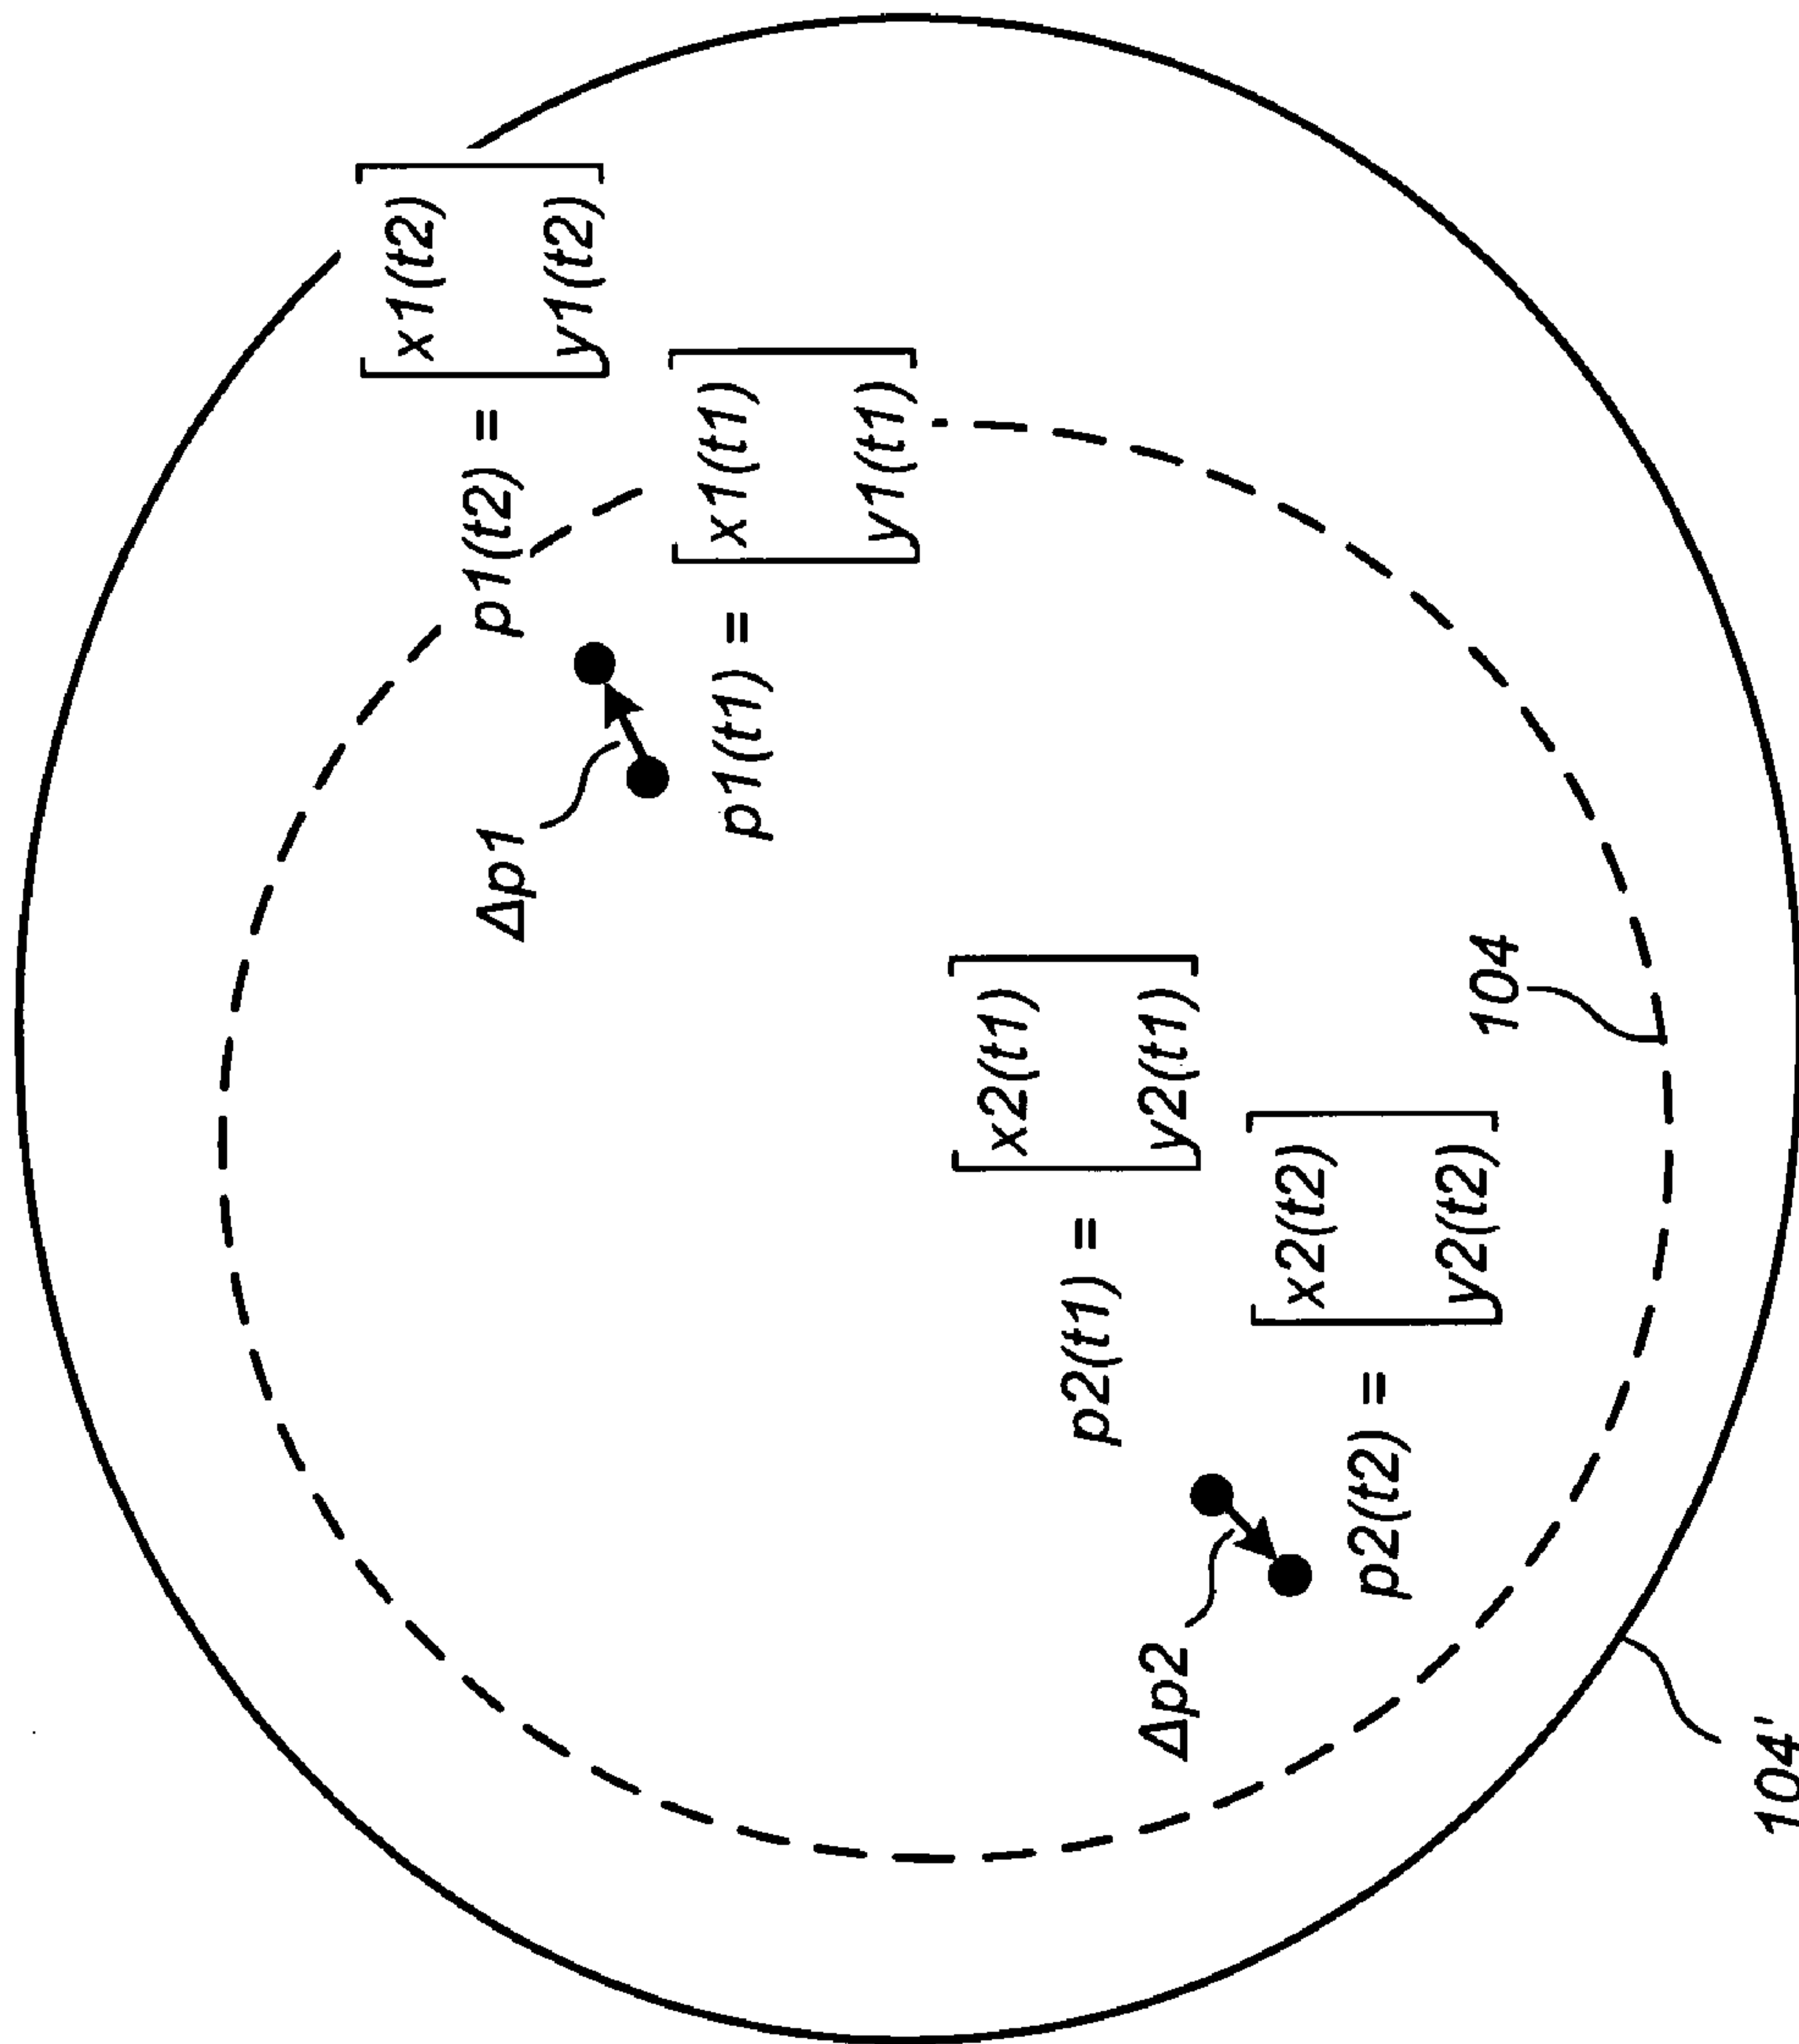 p1(t2) = [x1(t2)
y1(t2)]
Δp1
p1(t1) = [x1(t1)
y1(t1)]
p2(t1) = [x2(t1)
y2(t1)]
Δp2
p2(t2) = [x2(t2)
y2(t2)]
104
104'